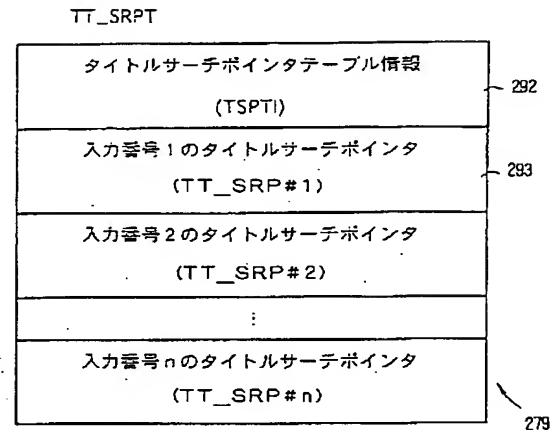 TT_SRPT
タイトルサーチポインタテーブル情報
(TSPTI)
292
入力番号1のタイトルサーチポインタ
(TT_SRP#1)
293
入力番号2のタイトルサーチポインタ
(TT_SRP#2)
⋮
入力番号nのタイトルサーチポインタ
(TT_SRP#n)
279